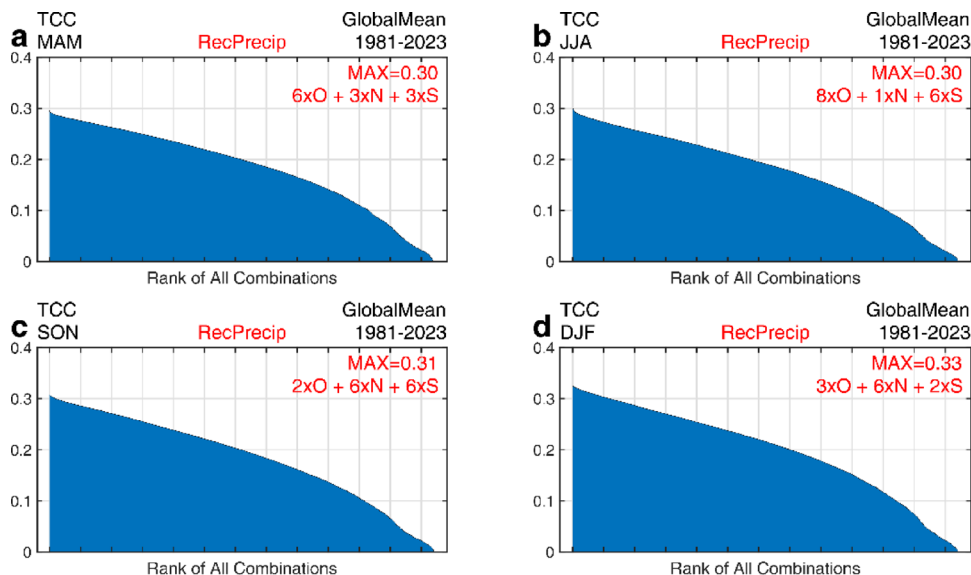 a TCC GlobalMean
MAM RecPrecip 1981-2023
0.4
MAX=0.30
6xO + 3xN + 3xS
0.3
0.2
0.1
0
Rank of All Combinations
b TCC GlobalMean
JJA RecPrecip 1981-2023
0.4
MAX=0.30
8xO + 1xN + 6xS
0.3
0.2
0.1
0
Rank of All Combinations
c TCC GlobalMean
SON RecPrecip 1981-2023
0.4
MAX=0.31
2xO + 6xN + 6xS
0.3
0.2
0.1
0
Rank of All Combinations
d TCC GlobalMean
DJF RecPrecip 1981-2023
0.4
MAX=0.33
3xO + 6xN + 2xS
0.3
0.2
0.1
0
Rank of All Combinations